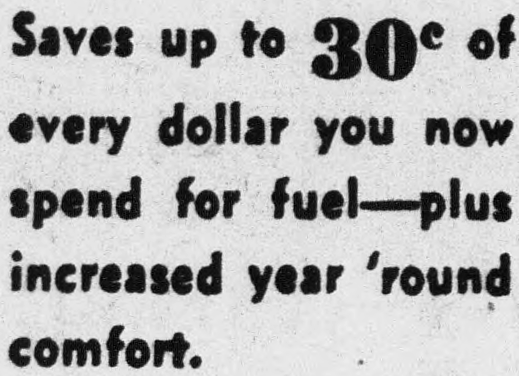 Saves up to 30c of
every dollar you now
spend for fuel—plus
increased year 'round
comfort.